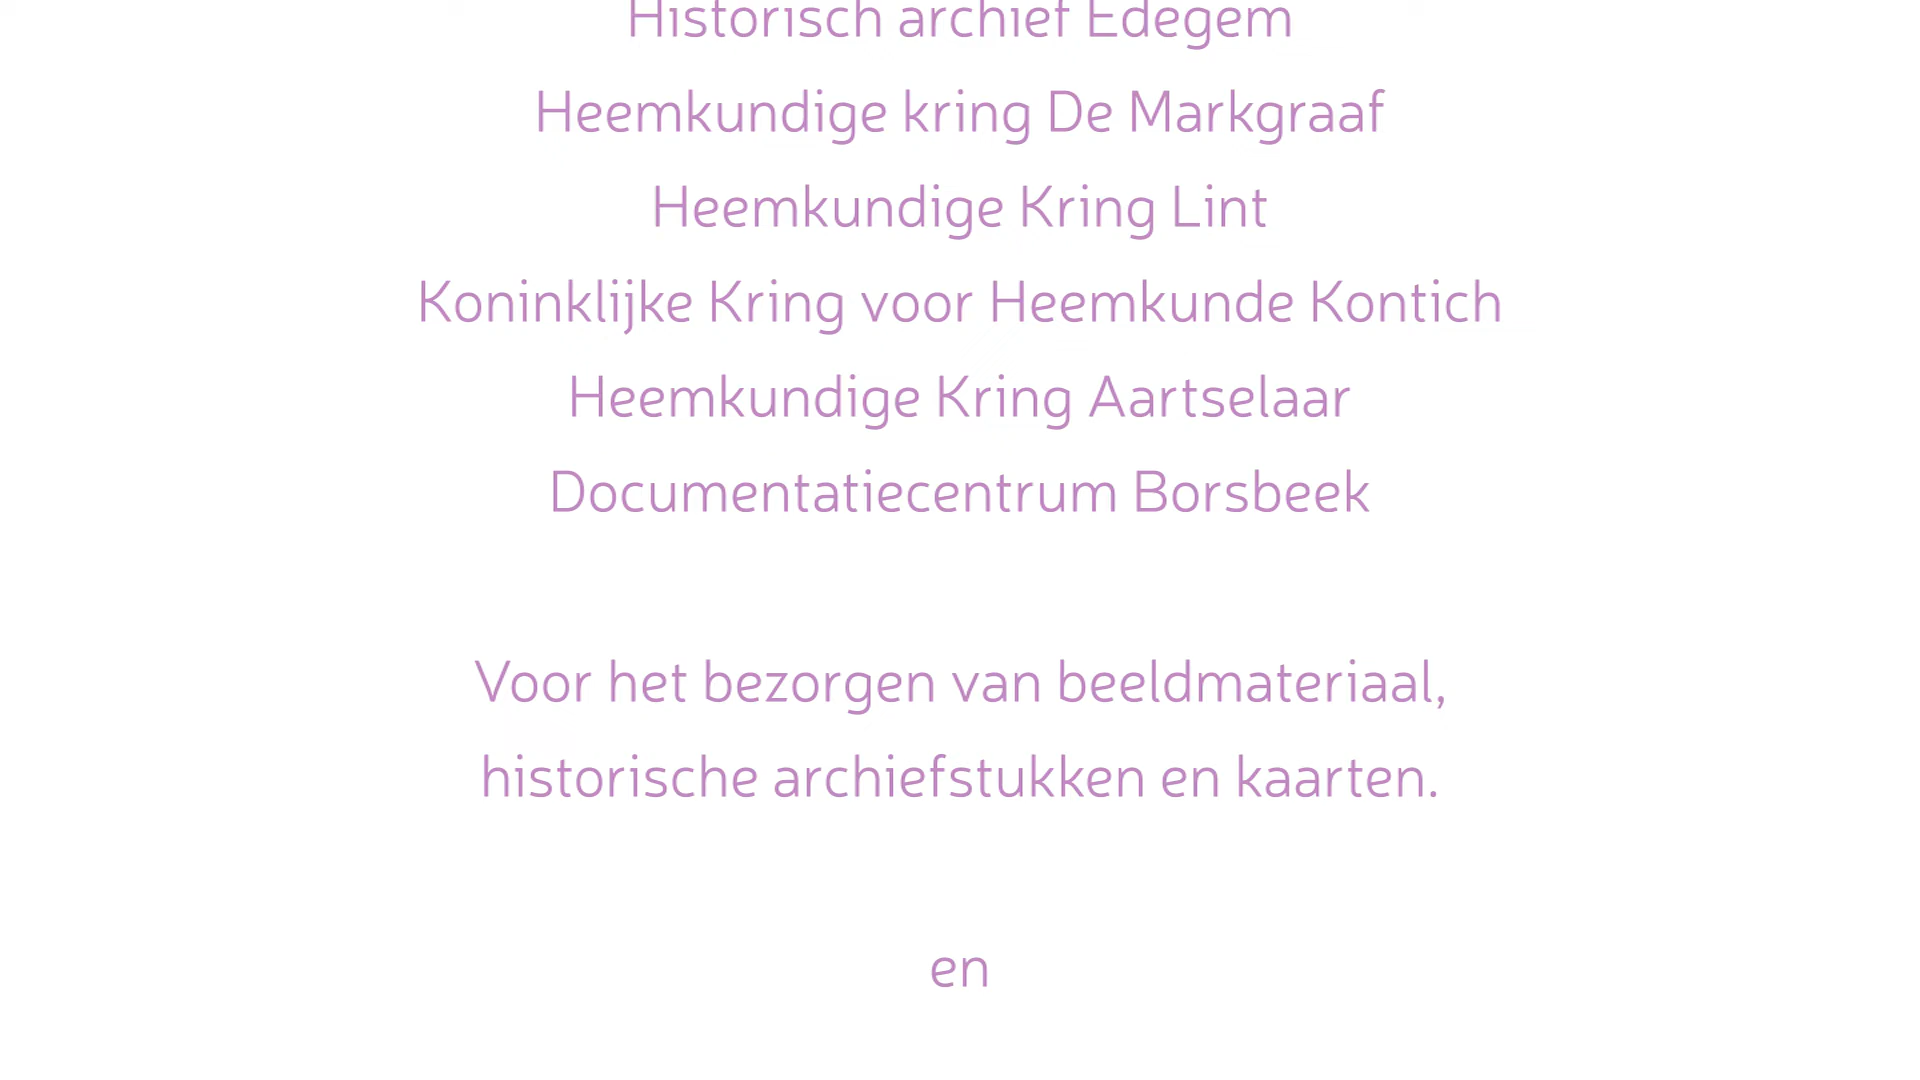 Historisch archief Edegem
Heemkundige kring De Markgraaf
Heemkundige Kring Lint
Koninklijke Kring voor Heemkunde Kontich
Heemkundige Kring Aartselaar
Documentatiecentrum Borsbeek
Voor het bezorgen van beeldmateriaal,
historische archiefstukken en kaarten.
en